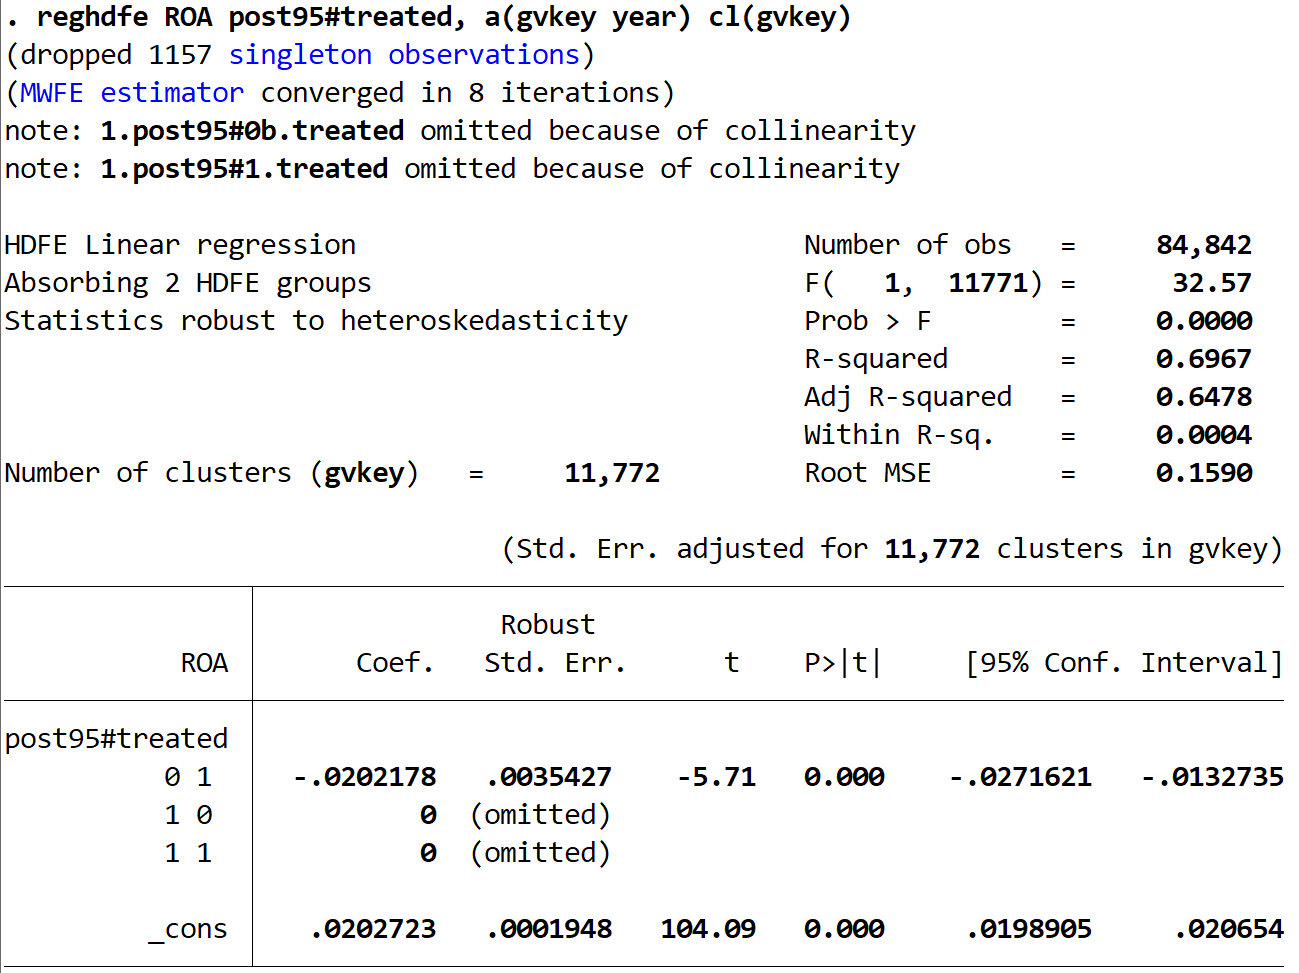 . reghdfe ROA post95#treated, a(gvkey year) cl(gvkey)
(dropped 1157 singleton observations)
(MWFE estimator converged in 8 iterations)
note: 1.post95#0b.treated omitted because of collinearity
note: 1.post95#1.treated omitted because of collinearity
HDFE Linear regression Number of obs = 84,842
Absorbing 2 HDFE groups F( 1, 11771) = 32.57
Statistics robust to heteroskedasticity Prob > F = 0.0000
R-squared = 0.6967
Adj R-squared = 0.6478
Within R-sq. = 0.0004
Number of clusters (gvkey) = 11,772 Root MSE = 0.1590
(Std. Err. adjusted for 11,772 clusters in gvkey)
Robust
ROA Coef. Std. Err. t P>|t| [95% Conf. Interval]
post95#treated
0 1 -.0202178 .0035427 -5.71 0.000 -.0271621 -.0132735
1 0 0 (omitted)
1 1 0 (omitted)
_cons .0202723 .0001948 104.09 0.000 .0198905 .020654